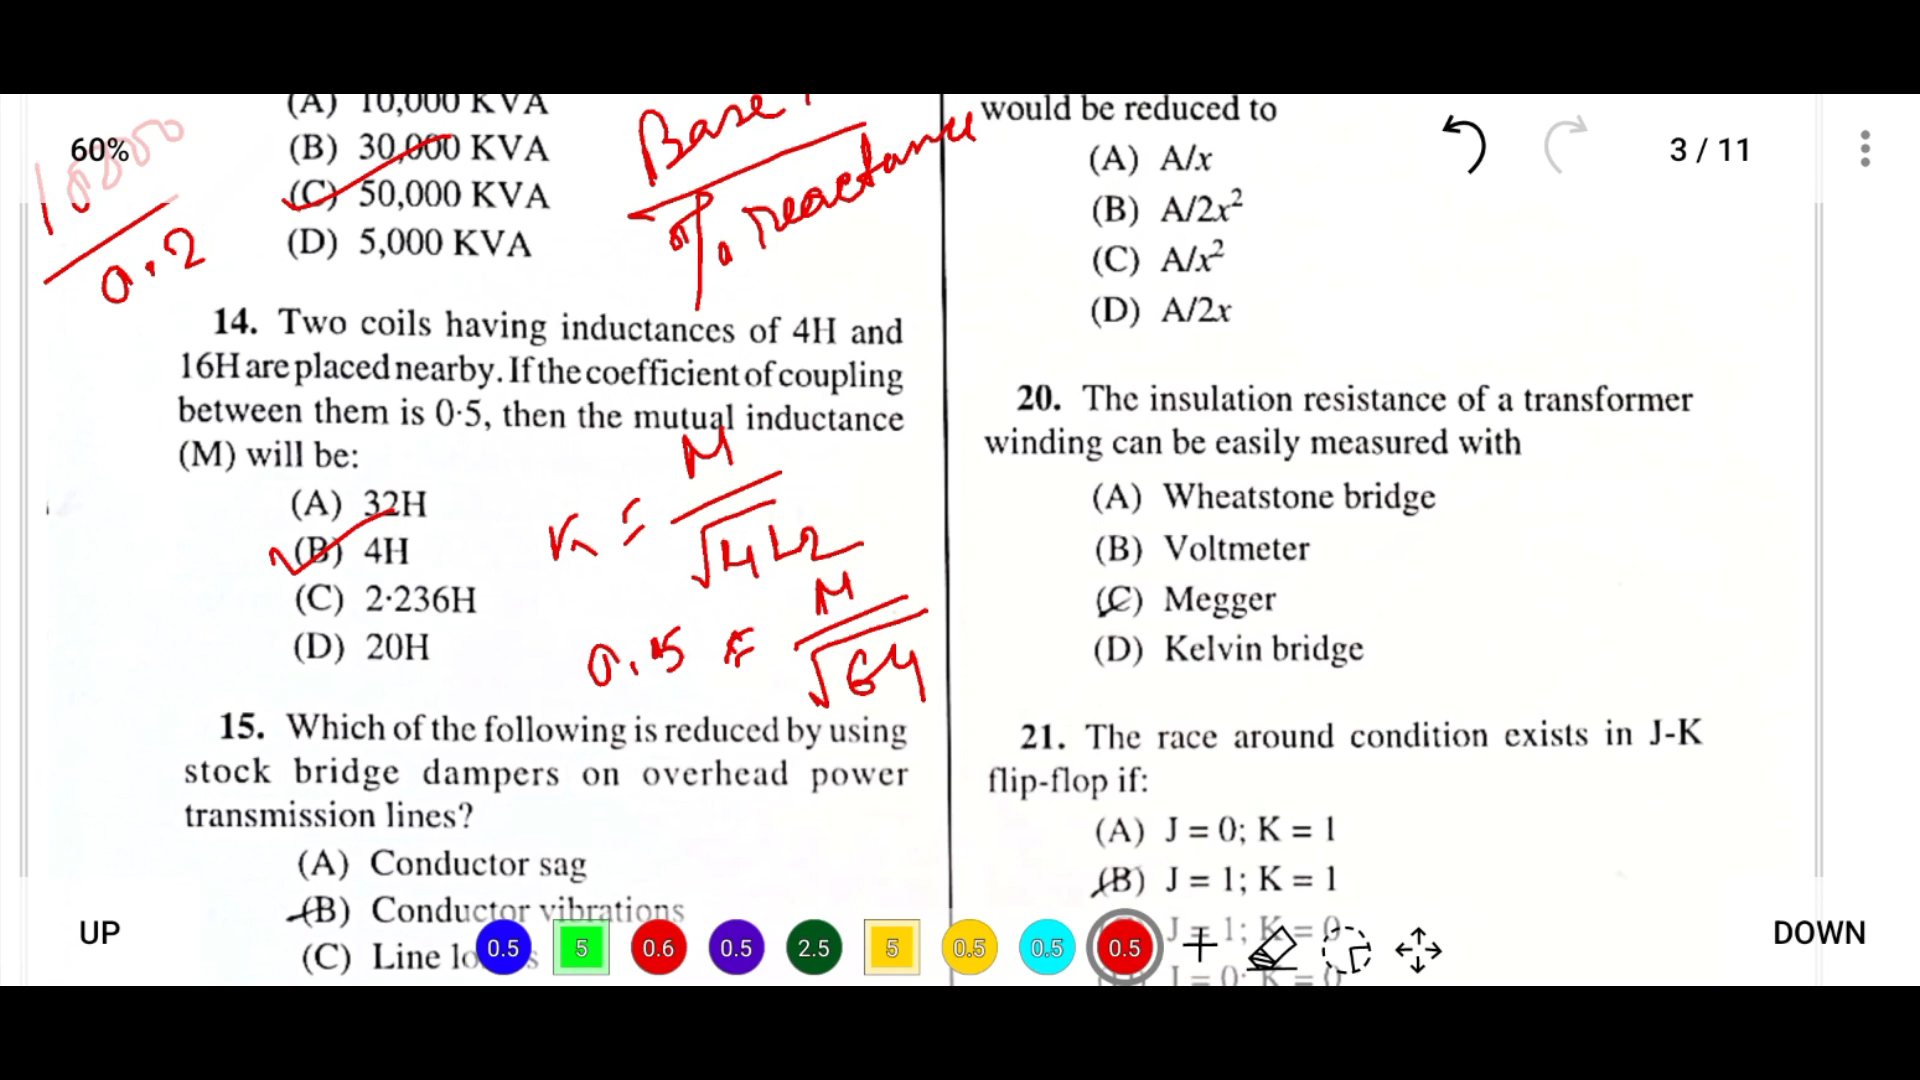 60%
3 / 11
(A) 10,000 KVA
(B) 30,000 KVA
(C) 50,000 KVA
(D) 5,000 KVA
10000
0.2
Base
% reactance
14. Two coils having inductances of 4H and
16H are placed nearby. If the coefficient of coupling
between them is 0·5, then the mutual inductance
(M) will be:
(A) 32H
(B) 4H
(C) 2·236H
(D) 20H
K = M
√L1 L2
0.5 = M
√64
15. Which of the following is reduced by using
stock bridge dampers on overhead power
transmission lines?
(A) Conductor sag
(B) Conductor vibrations
(C) Line
would be reduced to
(A) A/x
(B) A/2x²
(C) A/x²
(D) A/2x
20. The insulation resistance of a transformer
winding can be easily measured with
(A) Wheatstone bridge
(B) Voltmeter
(C) Megger
(D) Kelvin bridge
21. The race around condition exists in J-K
flip-flop if:
(A) J = 0; K = 1
(B) J = 1; K = 1
J = 1; K = 0
J = 0; K = 0
UP
0.5 5 0.6 0.5 2.5 5 0.5 0.5 0.5
DOWN